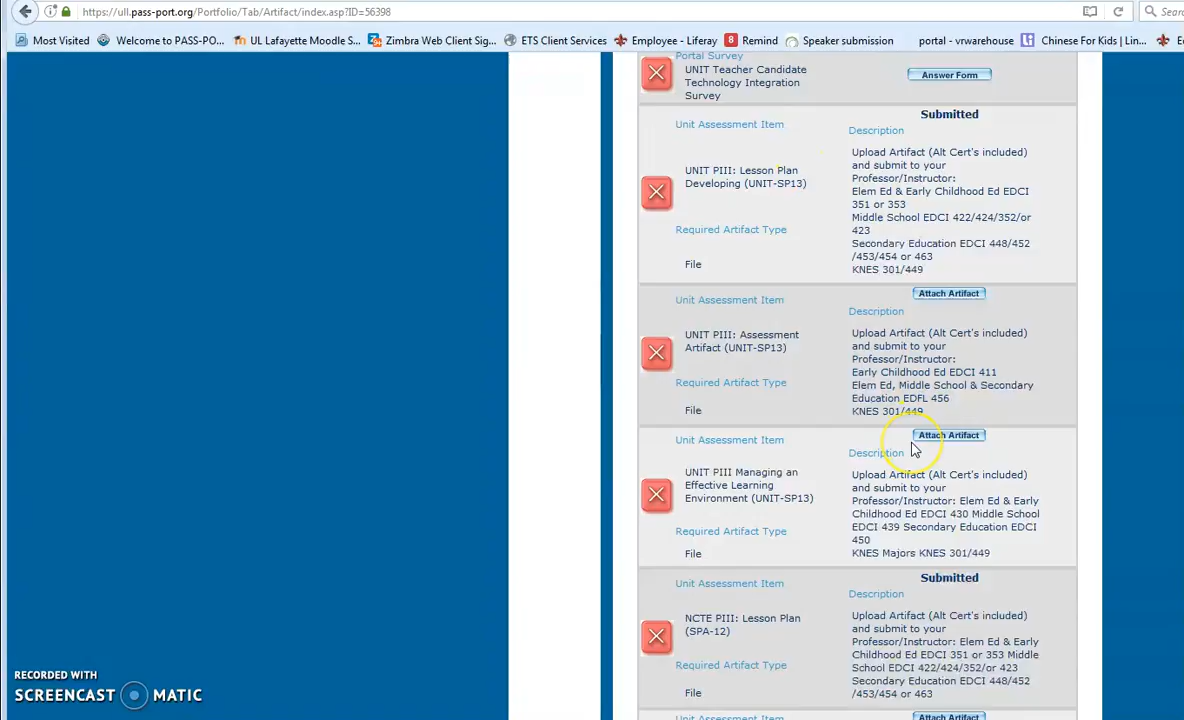 https://ull.pass-port.org/Portfolio/Tab/Artifact/index.asp?ID=56398
Sear
Most Visited
Welcome to PASS-PO...
UL Lafayette Moodle S...
Zimbra Web Client Sig...
ETS Client Services
Employee - Liferay
8 Remind
Speaker submission
portal - vrwarehouse
Chinese For Kids | Lin...
Portal Survey
UNIT Teacher Candidate
Technology Integration
Survey
Answer Form
Submitted
Unit Assessment Item
Description
UNIT PIII: Lesson Plan
Developing (UNIT-SP13)
Upload Artifact (Alt Cert's included)
and submit to your
Professor/Instructor:
Elem Ed & Early Childhood Ed EDCI
351 or 353
Middle School EDCI 422/424/352/or
423
Secondary Education EDCI 448/452
/453/454 or 463
KNES 301/449
Required Artifact Type
File
Attach Artifact
Unit Assessment Item
Description
UNIT PIII: Assessment
Artifact (UNIT-SP13)
Upload Artifact (Alt Cert's included)
and submit to your
Professor/Instructor:
Early Childhood Ed EDCI 411
Elem Ed, Middle School & Secondary
Education EDFL 456
KNES 301/449
Required Artifact Type
File
Attach Artifact
Unit Assessment Item
Description
UNIT PIII Managing an
Effective Learning
Environment (UNIT-SP13)
Upload Artifact (Alt Cert's included)
and submit to your
Professor/Instructor: Elem Ed & Early
Childhood Ed EDCI 430 Middle School
EDCI 439 Secondary Education EDCI
450
KNES Majors KNES 301/449
Required Artifact Type
File
Submitted
Unit Assessment Item
Description
NCTE PIII: Lesson Plan
(SPA-12)
Upload Artifact (Alt Cert's included)
and submit to your
Professor/Instructor: Elem Ed & Early
Childhood Ed EDCI 351 or 353 Middle
School EDCI 422/424/352/or 423
Secondary Education EDCI 448/452
/453/454 or 463
Required Artifact Type
File
Attach Artifact
Unit Assessment Item
RECORDED WITH
SCREENCAST MATIC